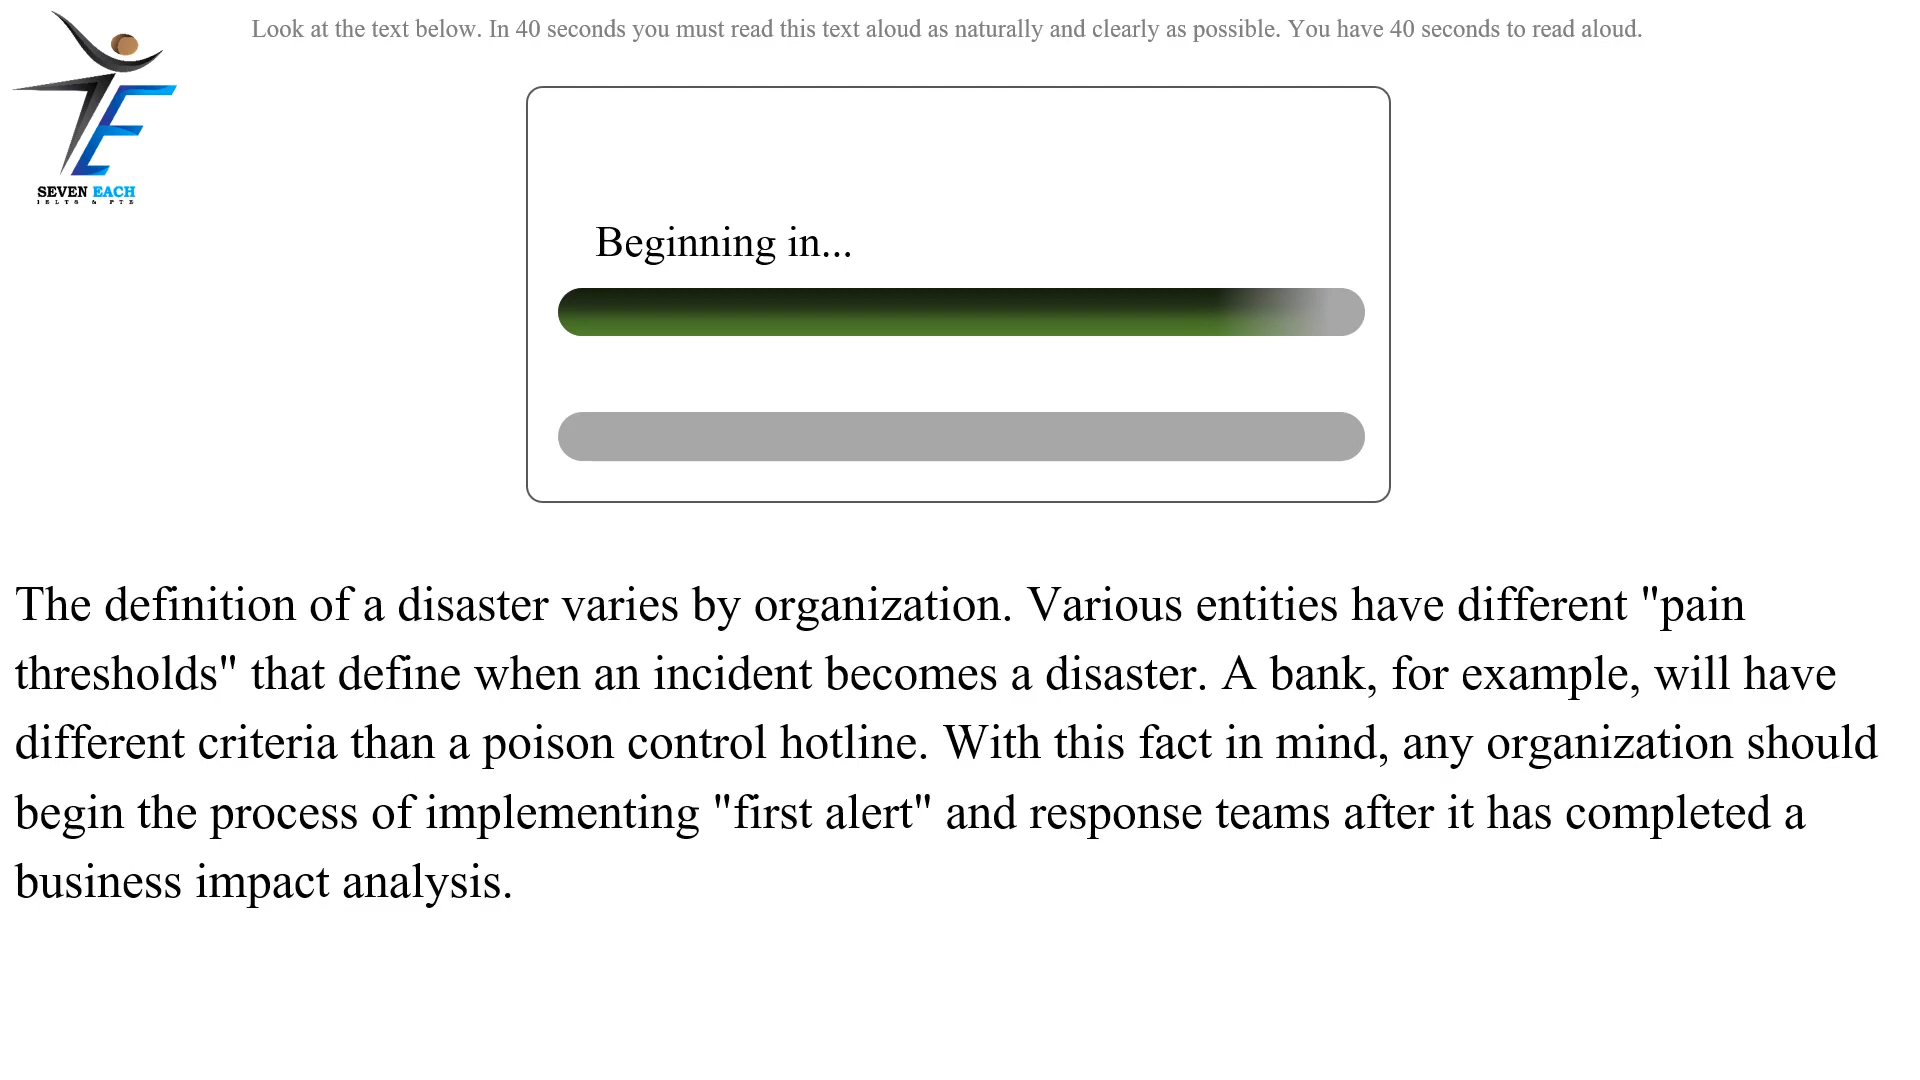 Look at the text below. In 40 seconds you must read this text aloud as naturally and clearly as possible. You have 40 seconds to read aloud.
SEVEN EACH
IELTS & PTE
Beginning in...
The definition of a disaster varies by organization. Various entities have different "pain
thresholds" that define when an incident becomes a disaster. A bank, for example, will have
different criteria than a poison control hotline. With this fact in mind, any organization should
begin the process of implementing "first alert" and response teams after it has completed a
business impact analysis.